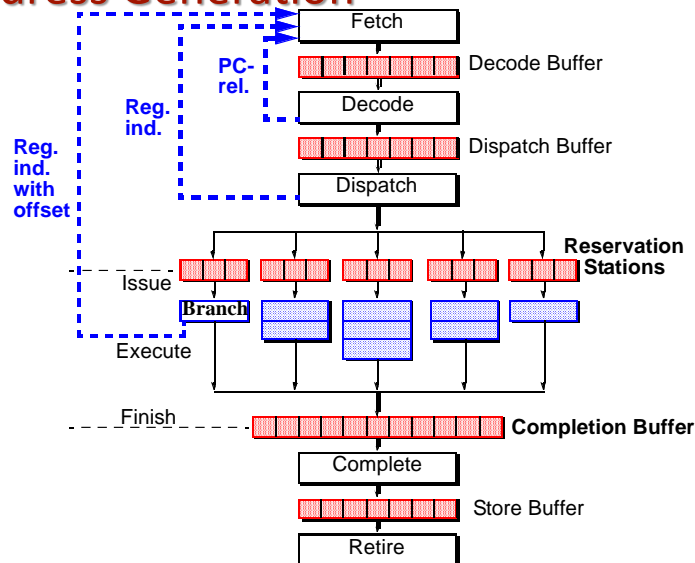 Generation
Fetch
PC-
rel.
Decode Buffer
Decode
Reg.
ind.
Dispatch Buffer
Reg.
ind.
with
offset
Dispatch
Reservation
Stations
Issue
Branch
Execute
Finish
Completion Buffer
Complete
Store Buffer
Retire